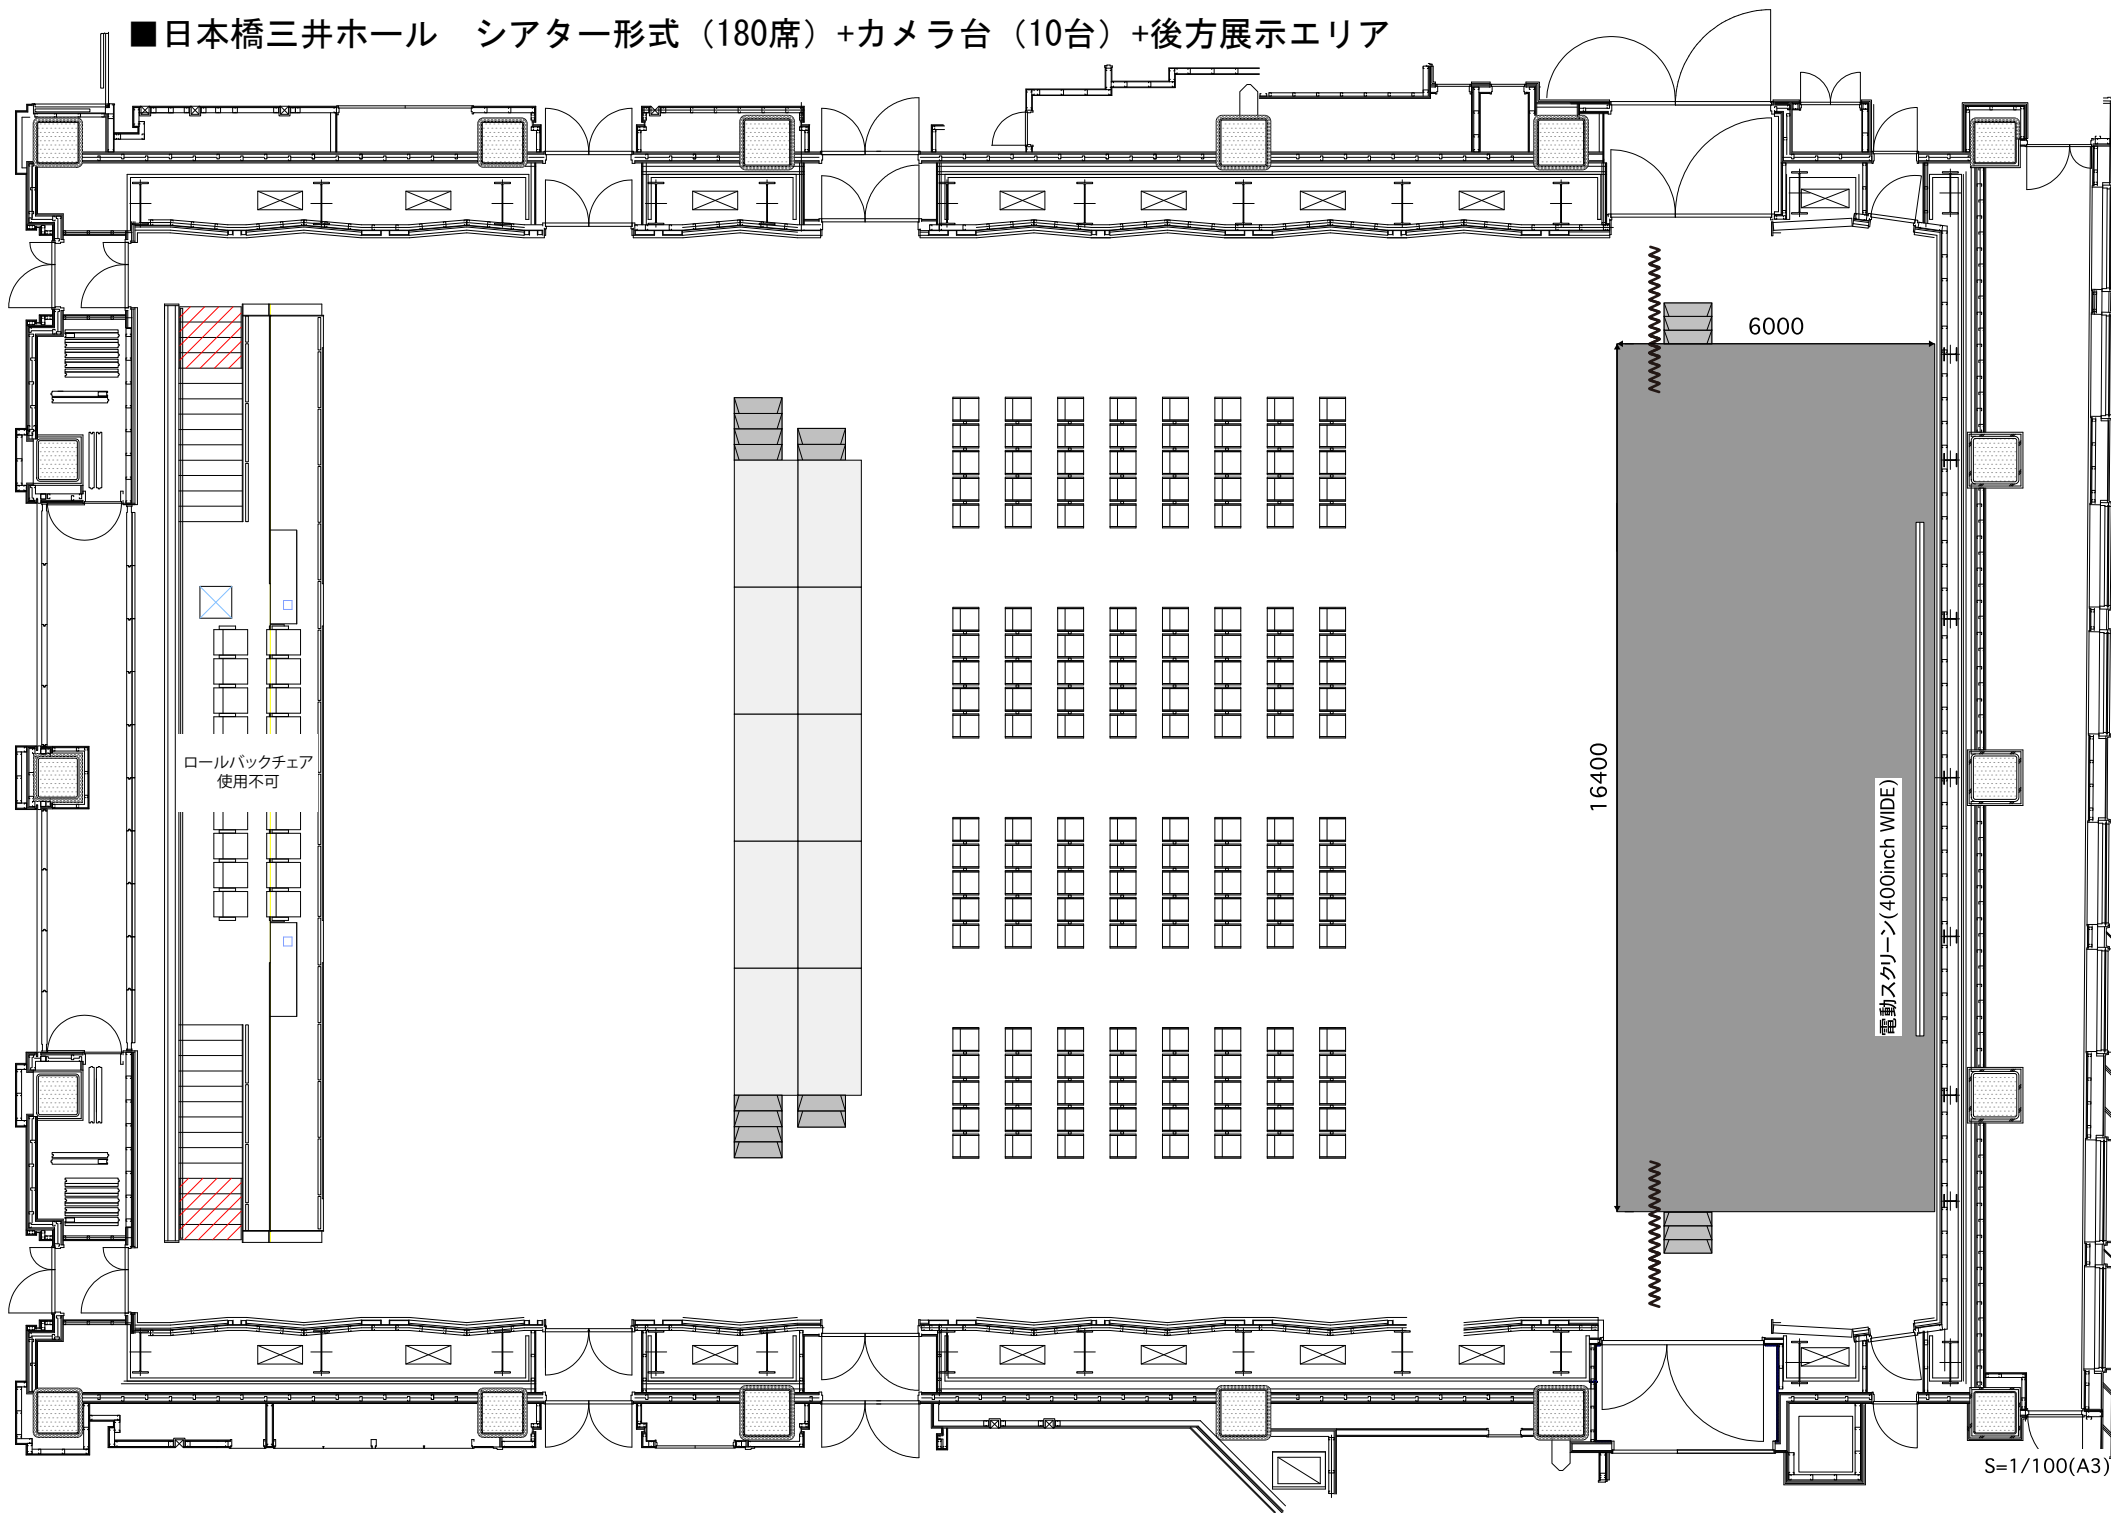 ■日本橋三井ホール　シアター形式（180席）+カメラ台（10台）+後方展示エリア
6000
ロールバックチェア
使用不可
16400
電動スクリーン(400inch WIDE)
S=1/100(A3)